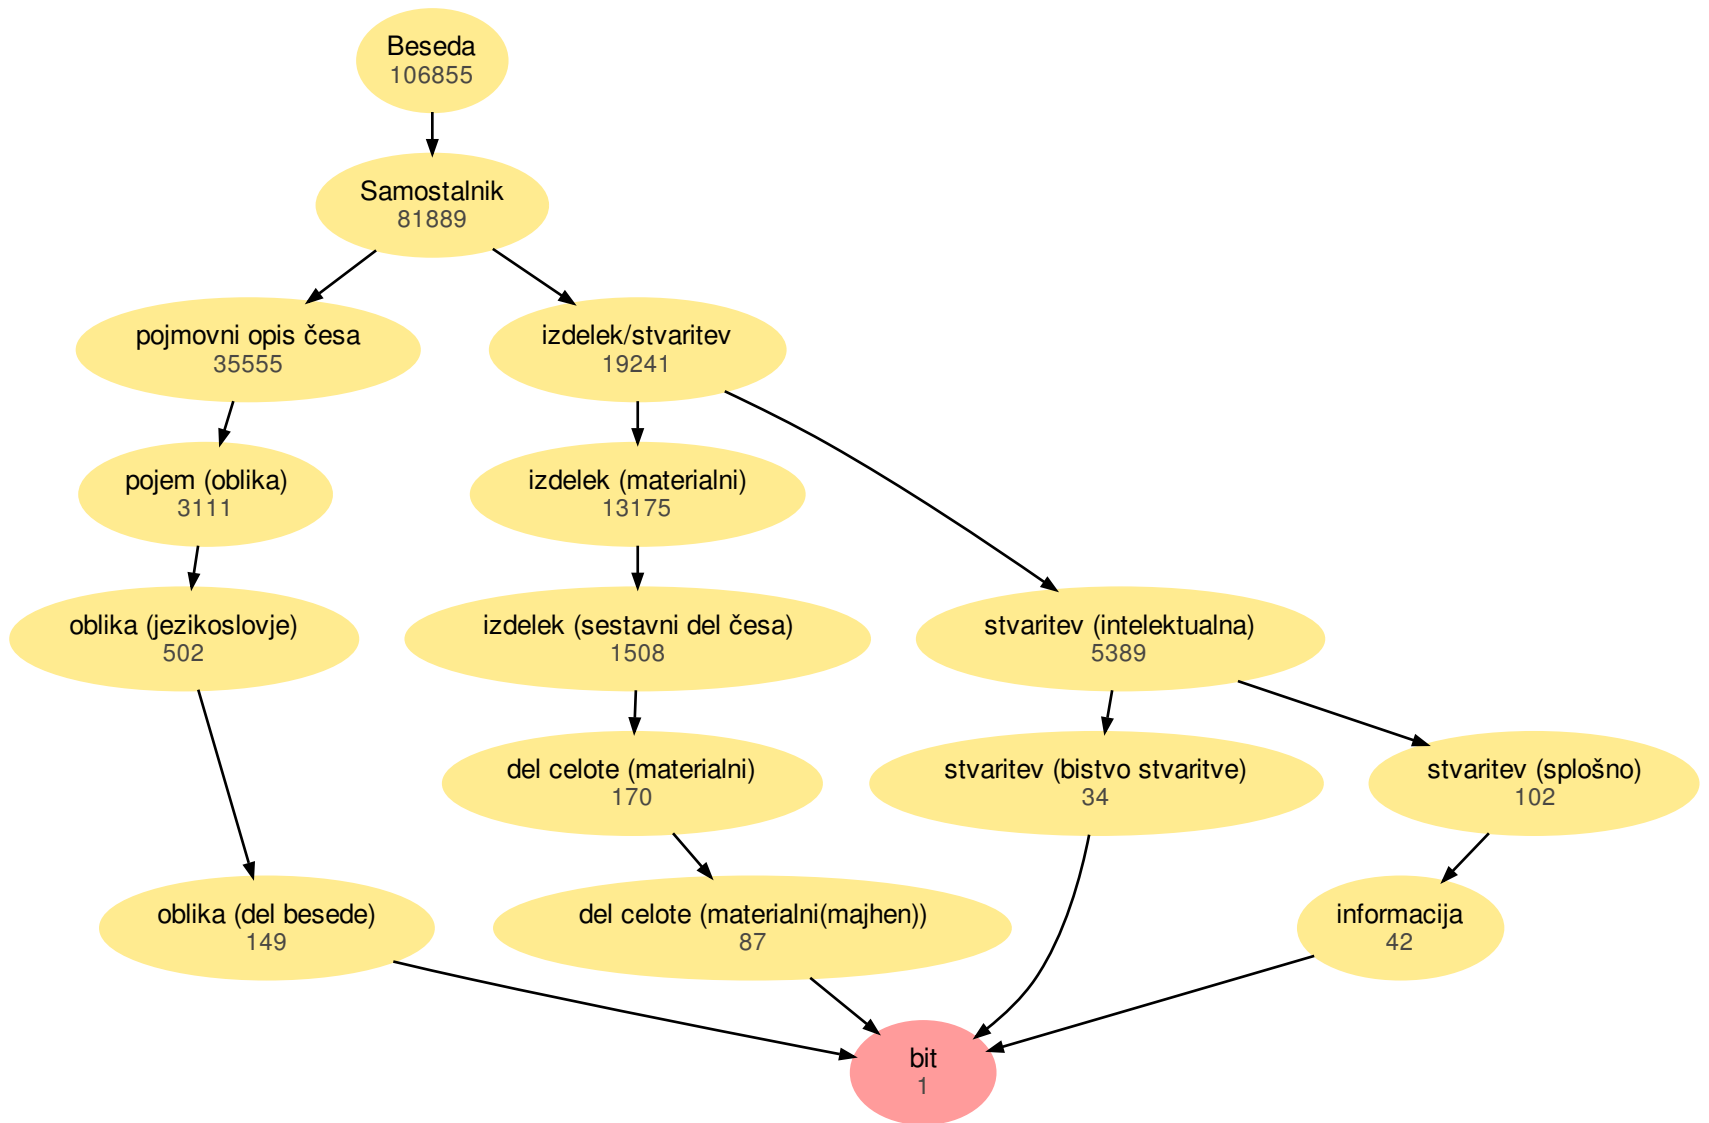 Beseda
106855
Samostalnik
81889
pojmovni opis česa
35555
izdelek/stvaritev
19241
pojem (oblika)
3111
izdelek (materialni)
13175
oblika (jezikoslovje)
502
izdelek (sestavni del česa)
1508
stvaritev (intelektualna)
5389
del celote (materialni)
170
stvaritev (bistvo stvaritve)
34
stvaritev (splošno)
102
oblika (del besede)
149
del celote (materialni(majhen))
87
informacija
42
bit
1